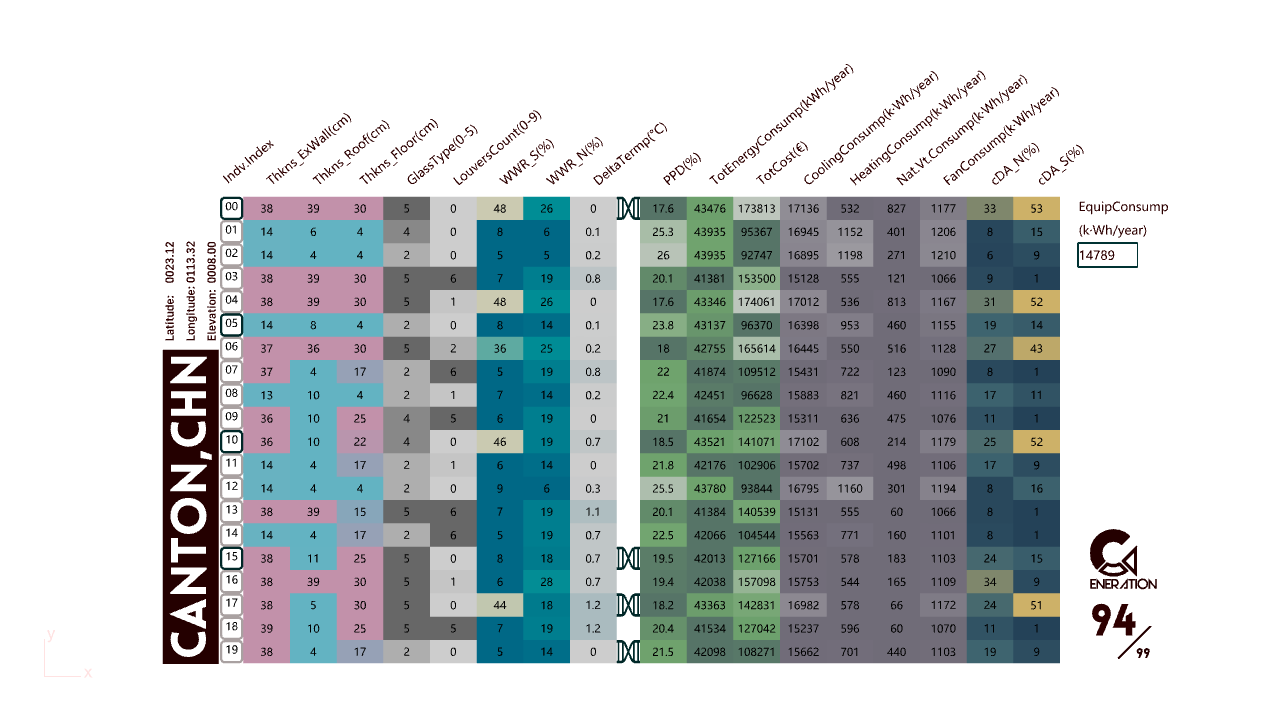 Indv.Index Thkns_ExWall(cm) Thkns_Roof(cm) Thkns_Floor(cm) GlassType(0-5) LouversCount(0-9) WWR_S(%) WWR_N(%) DeltaTermp(°C) PPD(%) TotEnergyConsump(kWh/year) TotCost(€) CoolingConsump(k·Wh/year) HeatingConsump(k·Wh/year) Nat.Vt.Consump(k·Wh/year) FanConsump(k·Wh/year) cDA_N(%) cDA_S(%)
00 38 39 30 5 0 48 26 0 17.6 43476 173813 17136 532 827 1177 33 53
01 14 6 4 4 0 8 6 0.1 25.3 43935 95367 16945 1152 401 1206 8 15
02 14 4 4 2 0 5 5 0.2 26 43935 92747 16895 1198 271 1210 6 9
03 38 39 30 5 6 7 19 0.8 20.1 41381 153500 15128 555 121 1066 9 1
04 38 39 30 5 1 48 26 0 17.6 43346 174061 17012 536 813 1167 31 52
05 14 8 4 2 0 8 14 0.1 23.8 43137 96370 16398 953 460 1155 19 14
06 37 36 30 5 2 36 25 0.2 18 42755 165614 16445 550 516 1128 27 43
07 37 4 17 2 6 5 19 0.8 22 41874 109512 15431 722 123 1090 8 1
08 13 10 4 2 1 7 14 0.2 22.4 42451 96628 15883 821 460 1116 17 11
09 36 10 25 4 5 6 19 0 21 41654 122523 15311 636 475 1076 11 1
10 36 10 22 4 0 46 19 0.7 18.5 43521 141071 17102 608 214 1179 25 52
11 14 4 17 2 1 6 14 0 21.8 42176 102906 15702 737 498 1106 17 9
12 14 4 4 2 0 9 6 0.3 25.5 43780 93844 16795 1160 301 1194 8 16
13 38 39 15 5 6 7 19 1.1 20.1 41384 140539 15131 555 60 1066 8 1
14 14 4 17 2 6 8 19 0.7 22.5 42066 104544 15563 771 160 1101 8 1
15 38 11 25 5 0 8 18 0.7 19.5 42013 127166 15701 578 183 1103 24 15
16 38 39 30 5 1 6 28 0.7 19.4 42038 157098 15753 544 165 1109 34 9
17 38 5 30 5 0 44 18 1.2 18.2 43363 142831 16982 578 66 1172 24 51
18 39 10 25 5 5 7 19 1.2 20.4 41534 127042 15237 596 60 1070 11 1
19 38 4 17 2 0 5 14 0 21.5 42098 108271 15662 701 440 1103 19 9
EquipConsump
(k·Wh/year)
14789
Latitude: 0023.12
Longitude: 0113.32
Elevation: 0008.00
CANTON,CHN
ENERATION
94/99
y
x